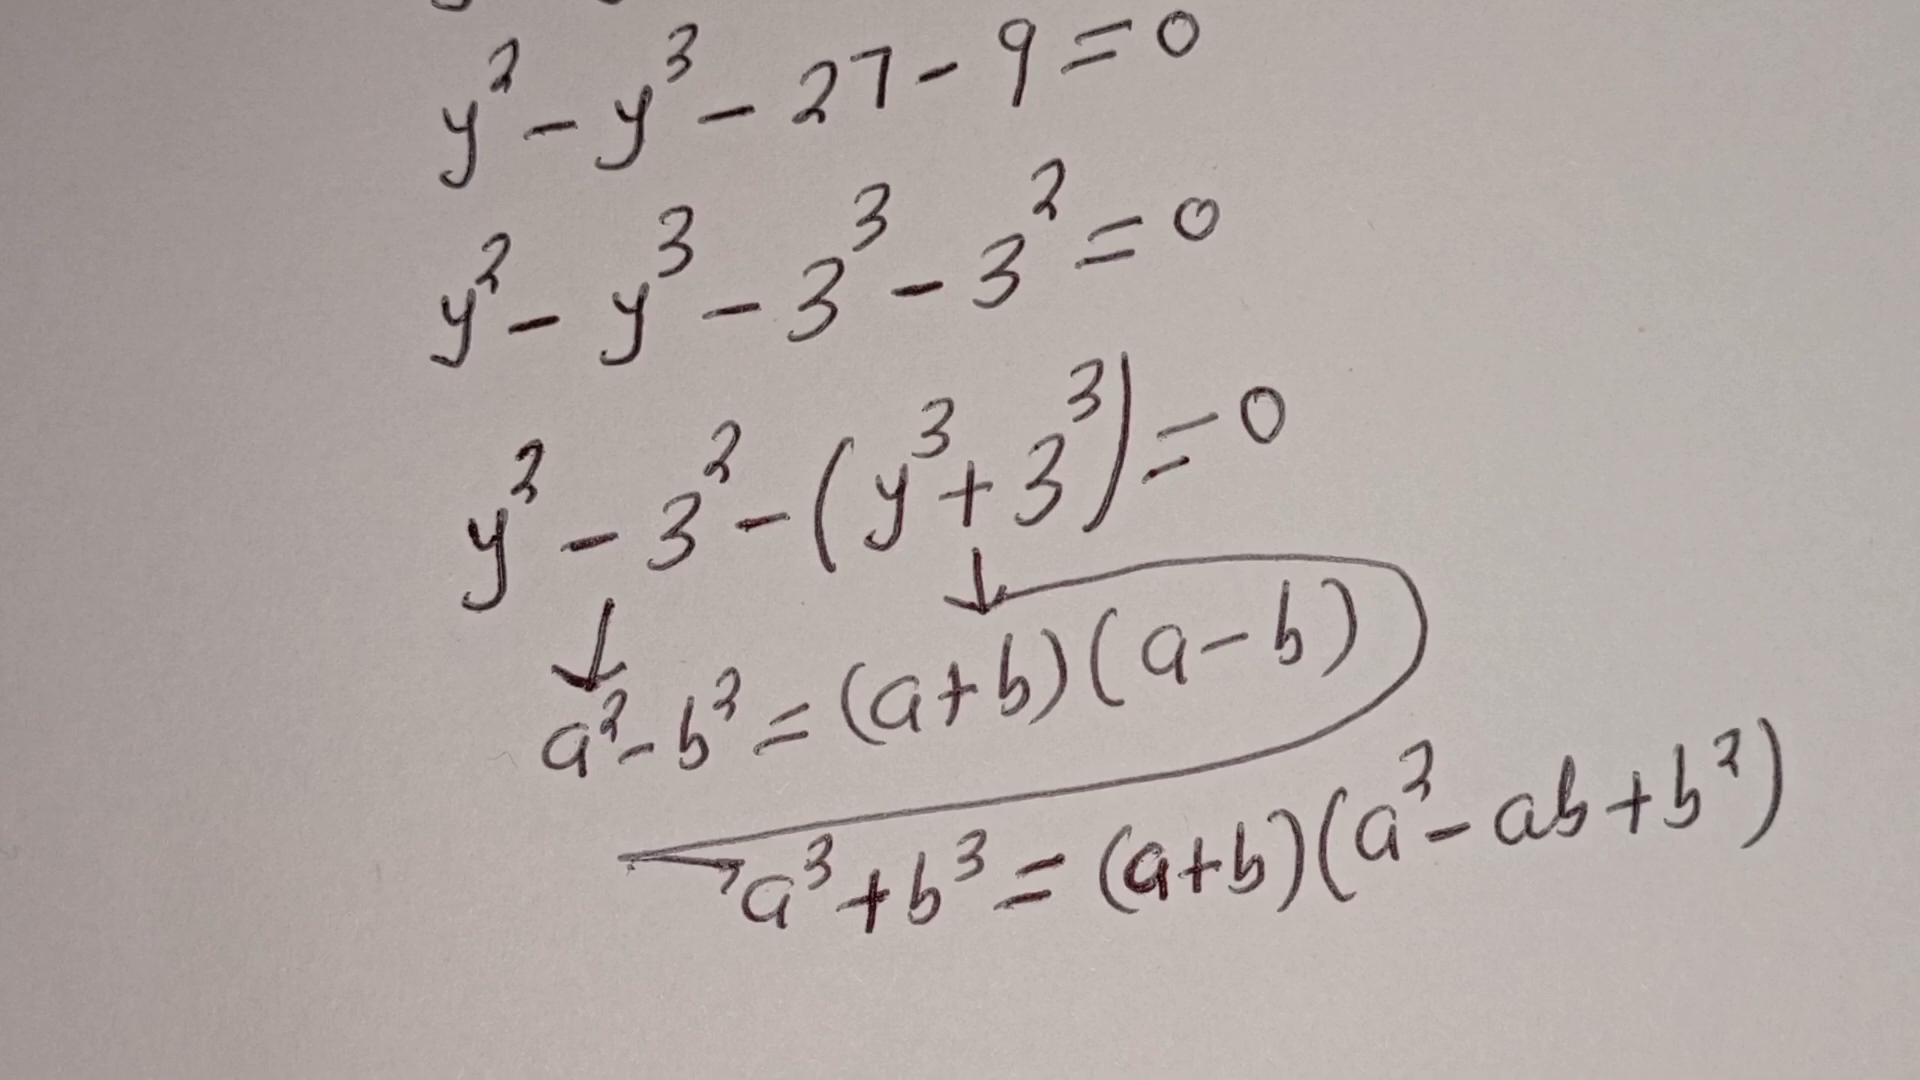 y² - y³ - 27 - 9 = 0
y² - y³ - 3³ - 3² = 0
y² - 3² - (y³ + 3³) = 0
a² - b² = (a+b)(a-b)
a³ + b³ = (a+b)(a² - ab + b²)